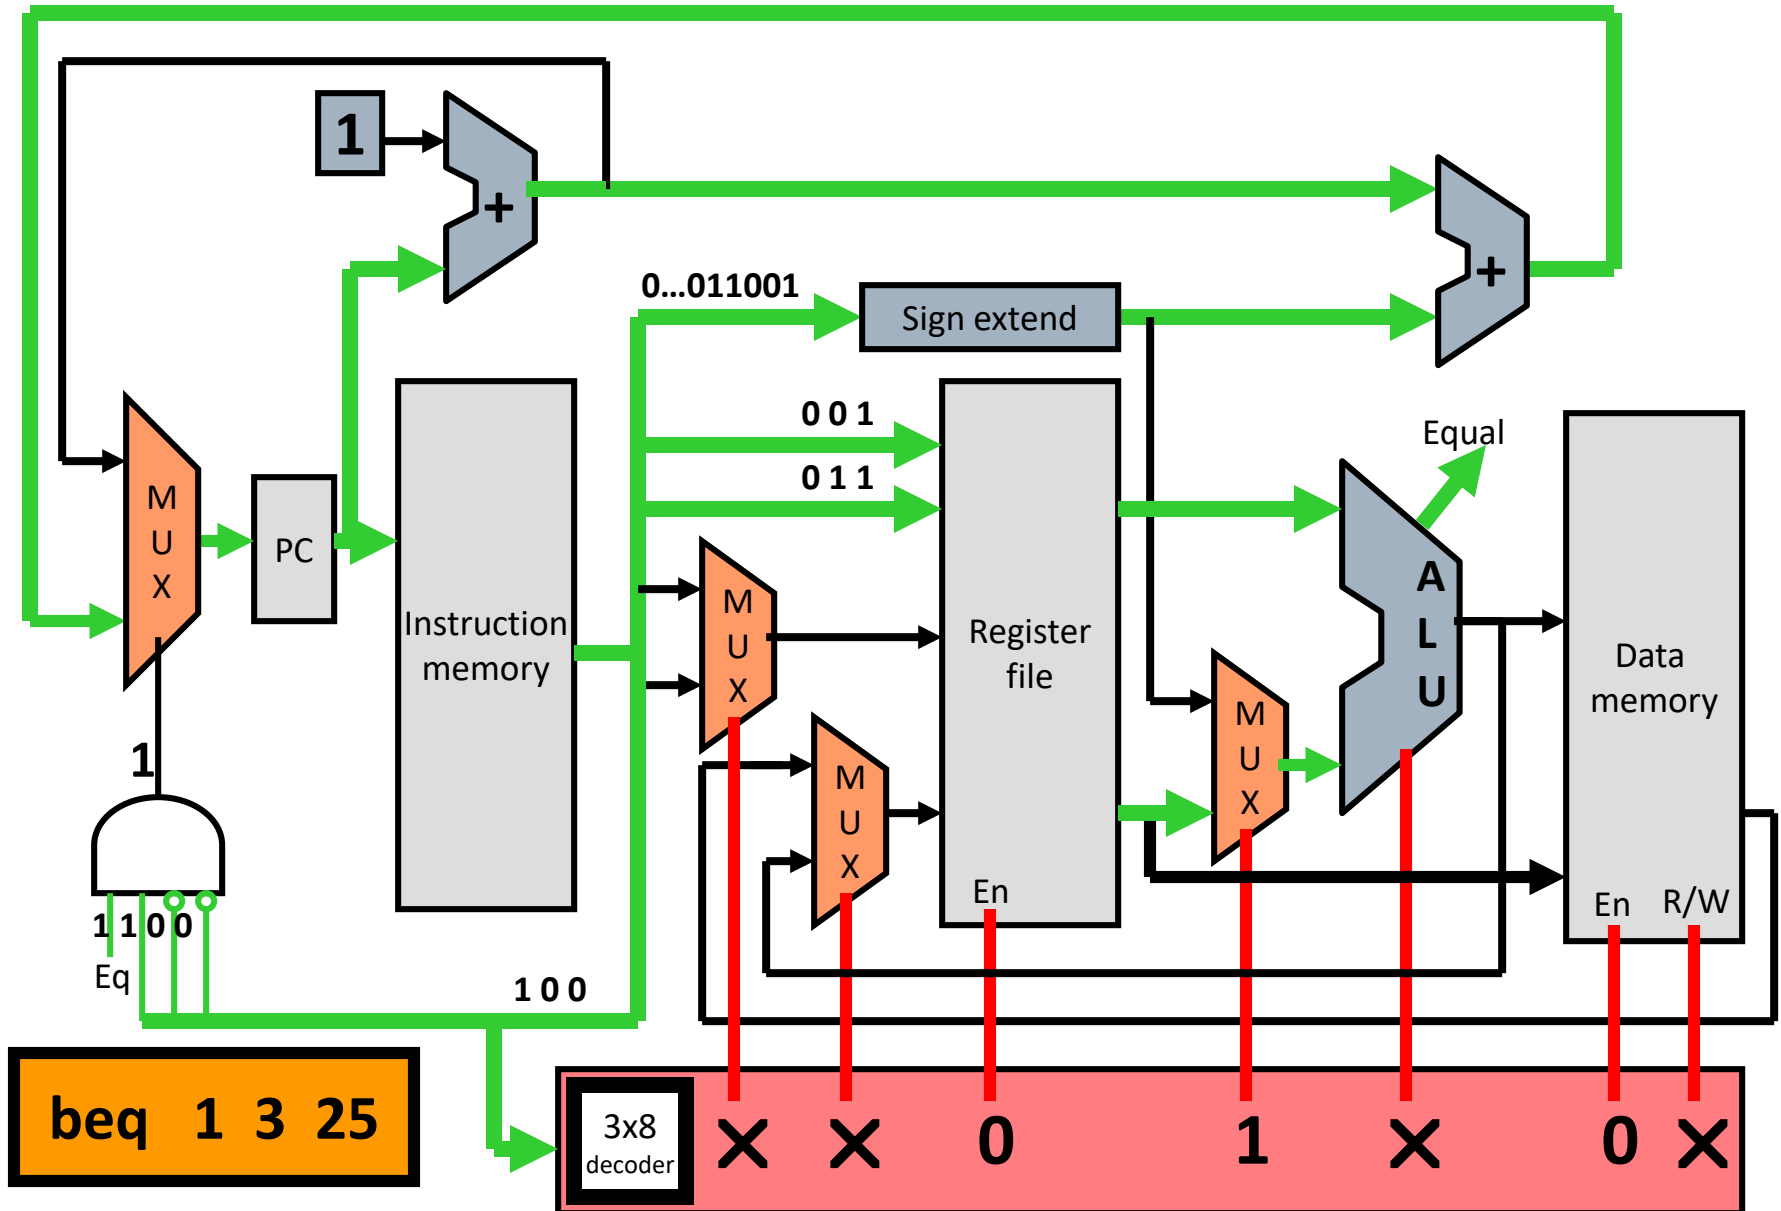 1
+
+
0...011001
Sign extend
0 0 1
0 1 1
Equal
M
U
X
PC
Instruction
memory
M
U
X
Register
file
A
L
U
Data
memory
M
U
X
M
U
X
1
En
En
R/W
1 1 0 0
Eq
1 0 0
beq 1 3 25
3x8
decoder
X X 0 1 X 0 X